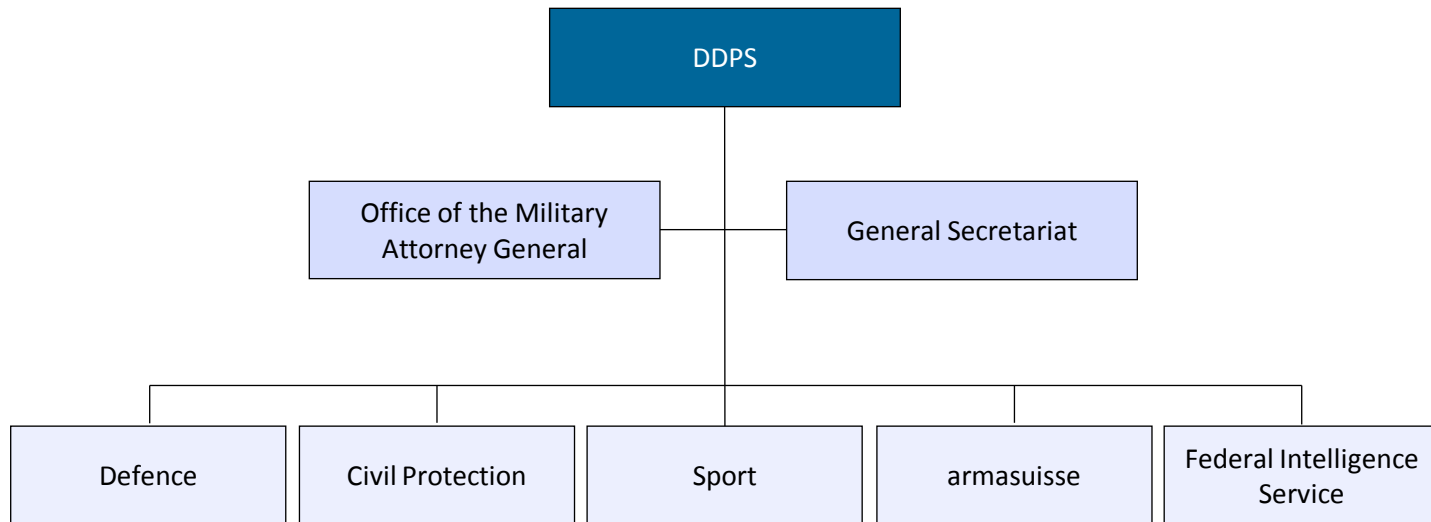 DDPS
Office of the Military
Attorney General
General Secretariat
Defence
Civil Protection
Sport
armasuisse
Federal Intelligence
Service